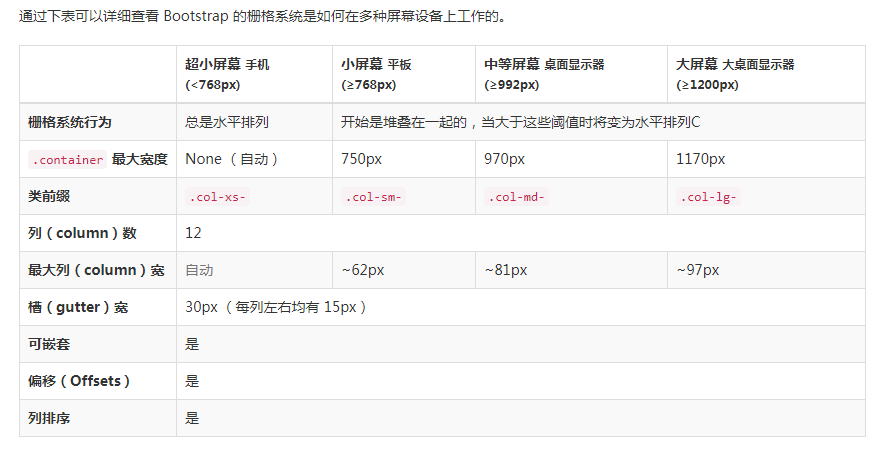 通过下表可以详细查看 Bootstrap 的栅格系统是如何在多种屏幕设备上工作的。
超小屏幕 手机 (<768px) 小屏幕 平板 (≥768px) 中等屏幕 桌面显示器 (≥992px) 大屏幕 大桌面显示器 (≥1200px)
栅格系统行为 总是水平排列 开始是堆叠在一起的，当大于这些阈值时将变为水平排列C
.container 最大宽度 None （自动） 750px 970px 1170px
类前缀 .col-xs- .col-sm- .col-md- .col-lg-
列（column）数 12
最大列（column）宽 自动 ~62px ~81px ~97px
槽（gutter）宽 30px （每列左右均有 15px）
可嵌套 是
偏移（Offsets） 是
列排序 是